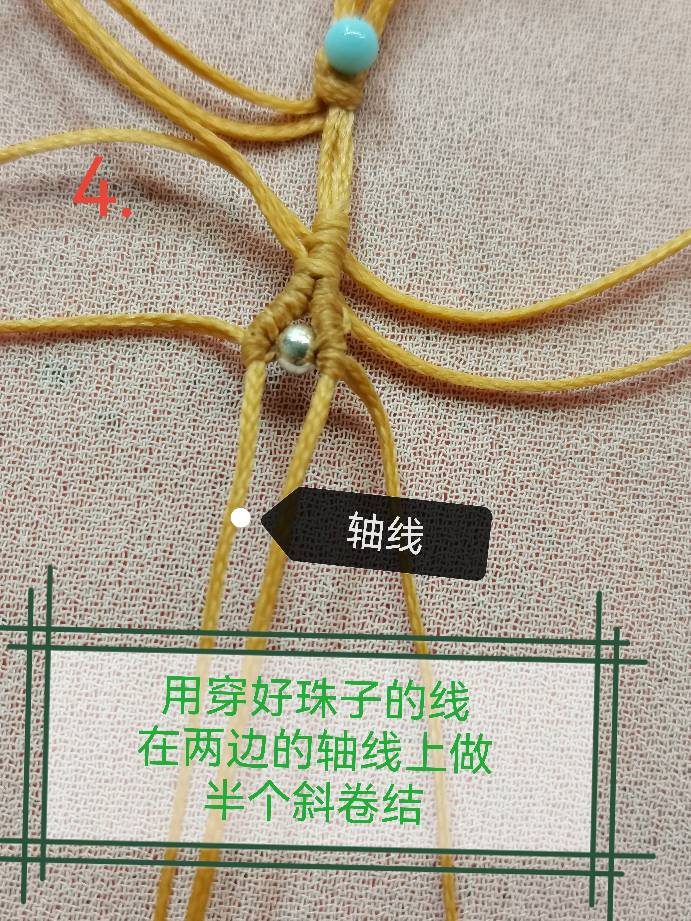 4.
轴线
用穿好珠子的线
在两边的轴线上做
半个斜卷结